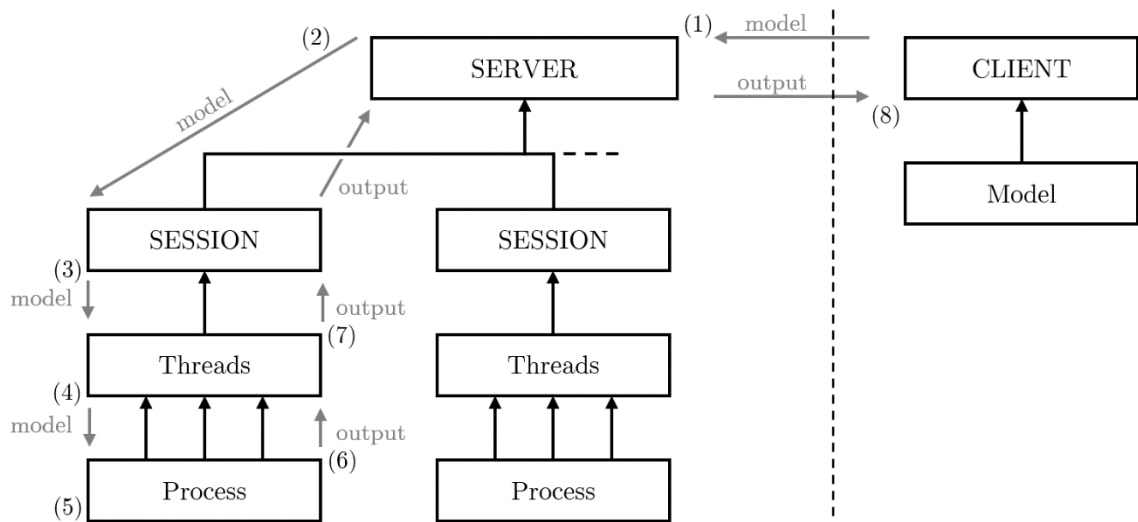 (2)
(1)
model
SERVER
CLIENT
model
output
(8)
output
Model
SESSION
SESSION
(3)
model
output
(7)
Threads
Threads
(4)
model
output
(6)
Process
Process
(5)